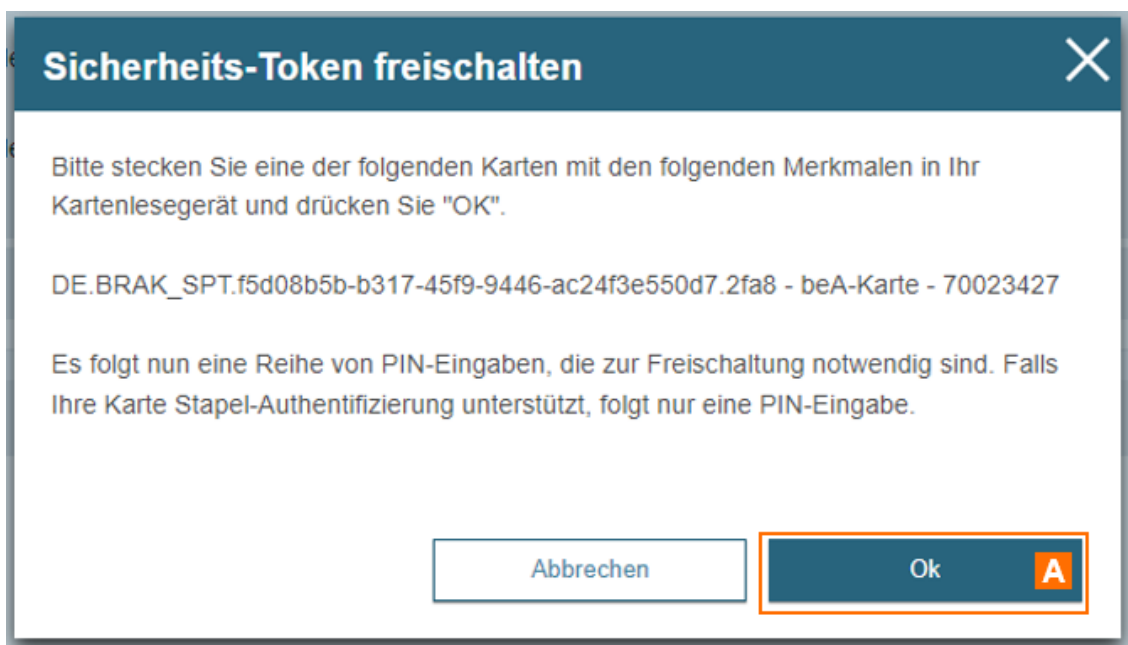 Sicherheits-Token freischalten
Bitte stecken Sie eine der folgenden Karten mit den folgenden Merkmalen in Ihr
Kartenlesegerät und drücken Sie "OK".
DE.BRAK_SPT.f5d08b5b-b317-45f9-9446-ac24f3e550d7.2fa8 - beA-Karte - 70023427
Es folgt nun eine Reihe von PIN-Eingaben, die zur Freischaltung notwendig sind. Falls
Ihre Karte Stapel-Authentifizierung unterstützt, folgt nur eine PIN-Eingabe.
Abbrechen
Ok A